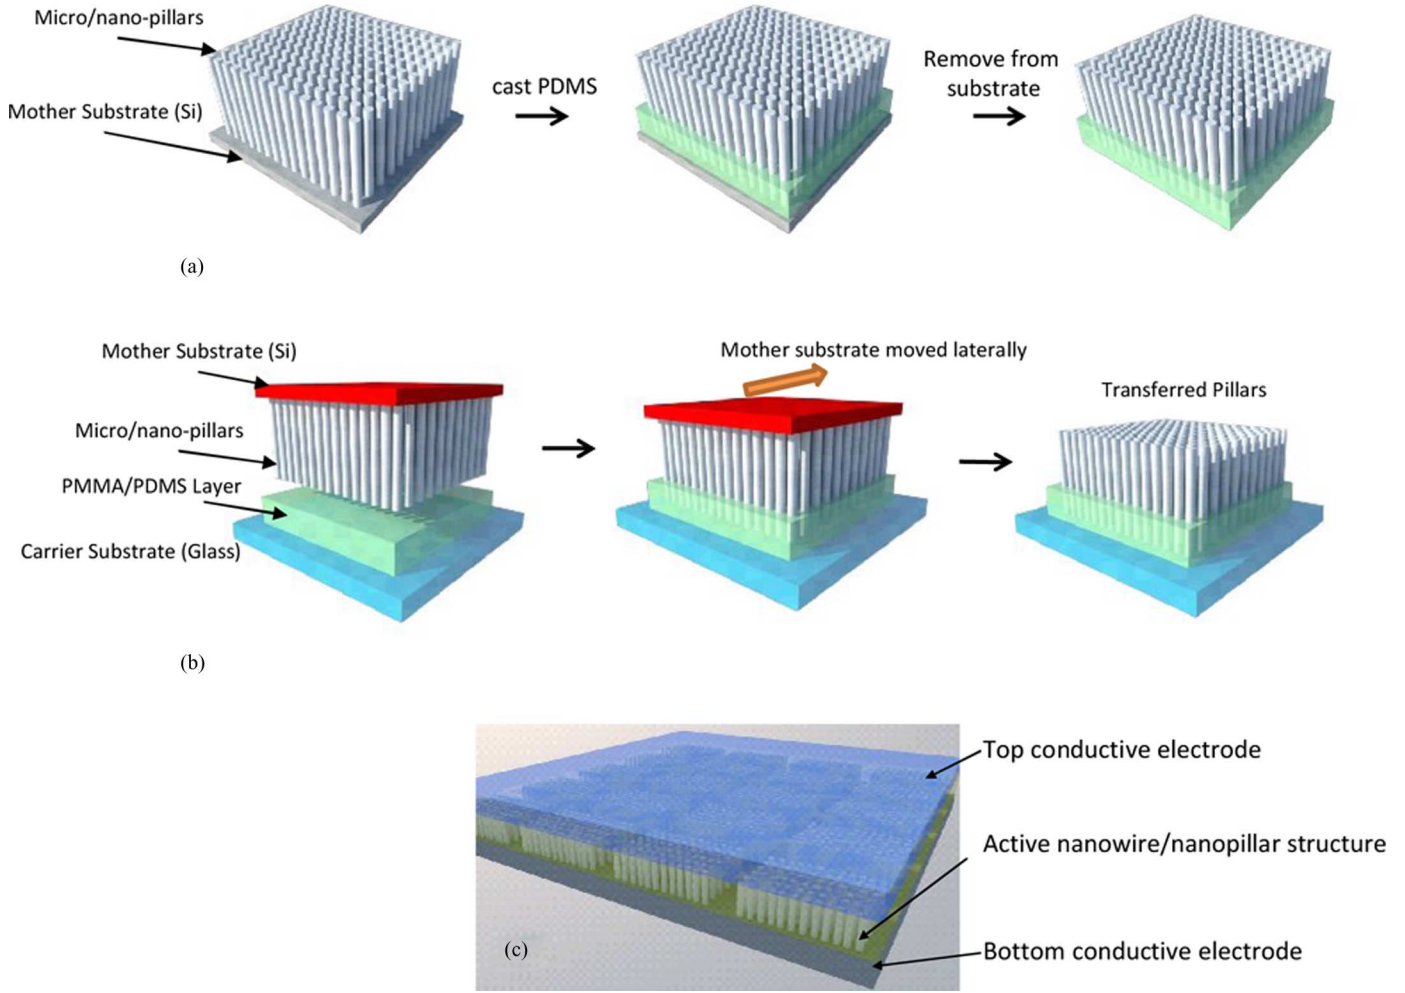 Micro/nano-pillars
Mother Substrate (Si)
cast PDMS
Remove from
substrate
(a)
Mother Substrate (Si)
Micro/nano-pillars
PMMA/PDMS Layer
Carrier Substrate (Glass)
Mother substrate moved laterally
Transferred Pillars
(b)
Top conductive electrode
Active nanowire/nanopillar structure
Bottom conductive electrode
(c)